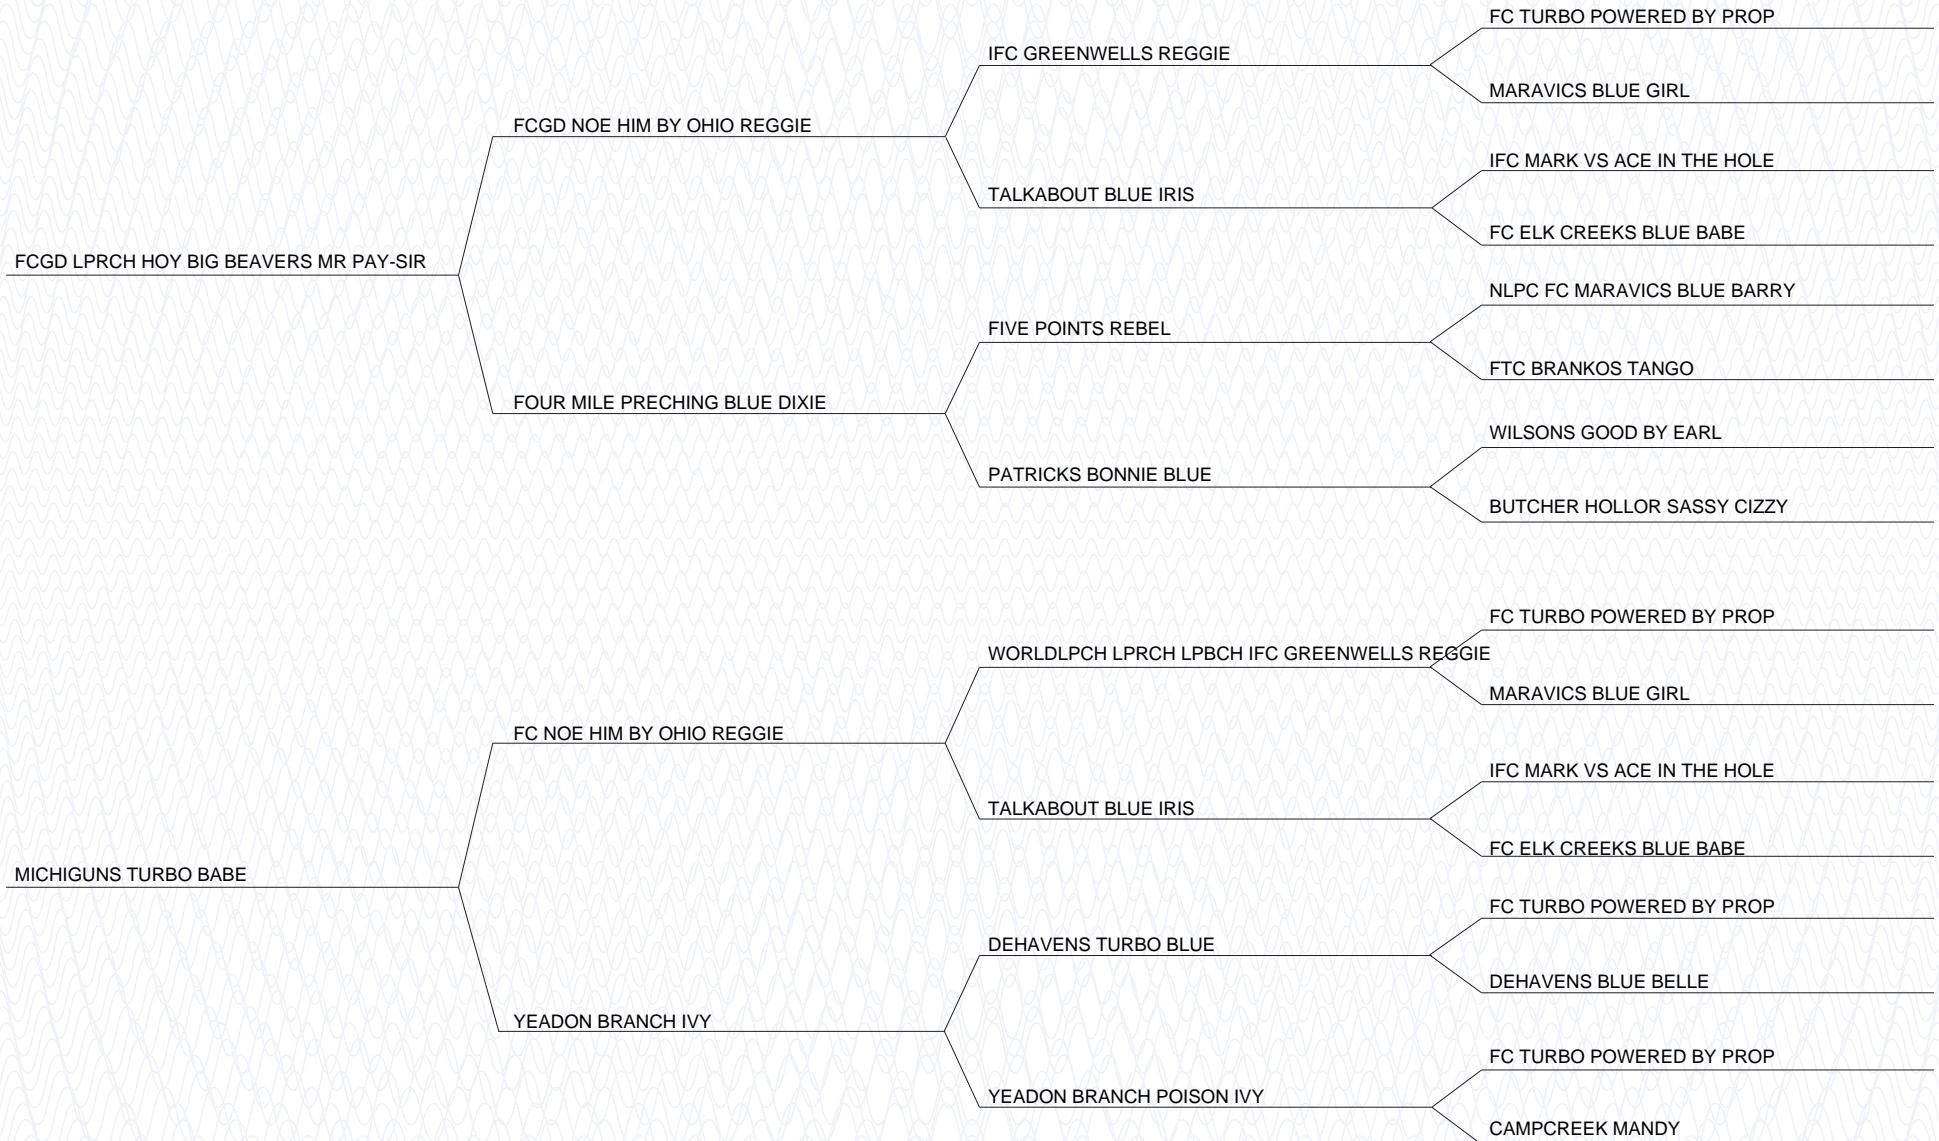 FC TURBO POWERED BY PROP
IFC GREENWELLS REGGIE
MARAVICS BLUE GIRL
FCGD NOE HIM BY OHIO REGGIE
IFC MARK VS ACE IN THE HOLE
TALKABOUT BLUE IRIS
FC ELK CREEKS BLUE BABE
FCGD LPRCH HOY BIG BEAVERS MR PAY-SIR
NLPC FC MARAVICS BLUE BARRY
FIVE POINTS REBEL
FTC BRANKOS TANGO
FOUR MILE PRECHING BLUE DIXIE
WILSONS GOOD BY EARL
PATRICKS BONNIE BLUE
BUTCHER HOLLOR SASSY CIZZY
FC TURBO POWERED BY PROP
WORLDLPCH LPRCH LPBCH IFC GREENWELLS REGGIE
MARAVICS BLUE GIRL
FC NOE HIM BY OHIO REGGIE
IFC MARK VS ACE IN THE HOLE
TALKABOUT BLUE IRIS
FC ELK CREEKS BLUE BABE
MICHIGUNS TURBO BABE
FC TURBO POWERED BY PROP
DEHAVENS TURBO BLUE
DEHAVENS BLUE BELLE
YEADON BRANCH IVY
FC TURBO POWERED BY PROP
YEADON BRANCH POISON IVY
CAMPCREEK MANDY